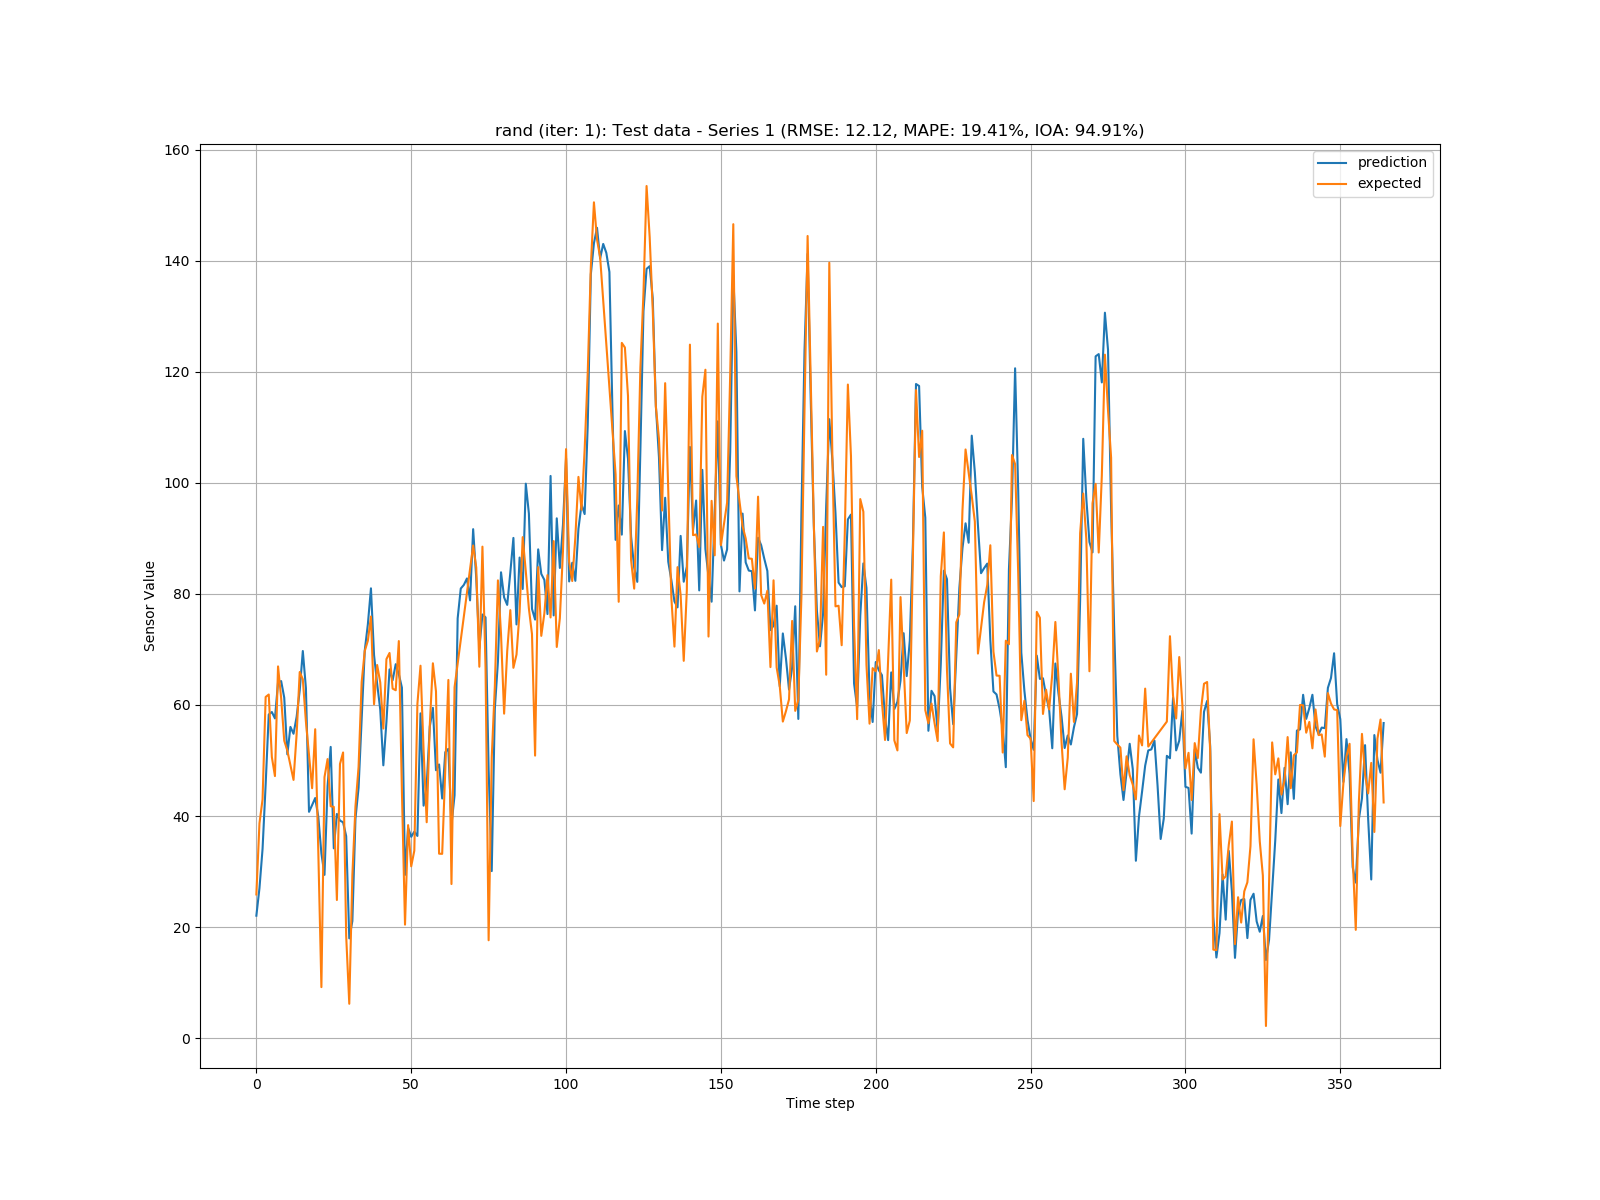 rand (iter: 1): Test data - Series 1 (RMSE: 12.12, MAPE: 19.41%, IOA: 94.91%)
prediction
expected
160
140
120
100
80
60
40
20
0
Sensor Value
0 50 100 150 200 250 300 350
Time step